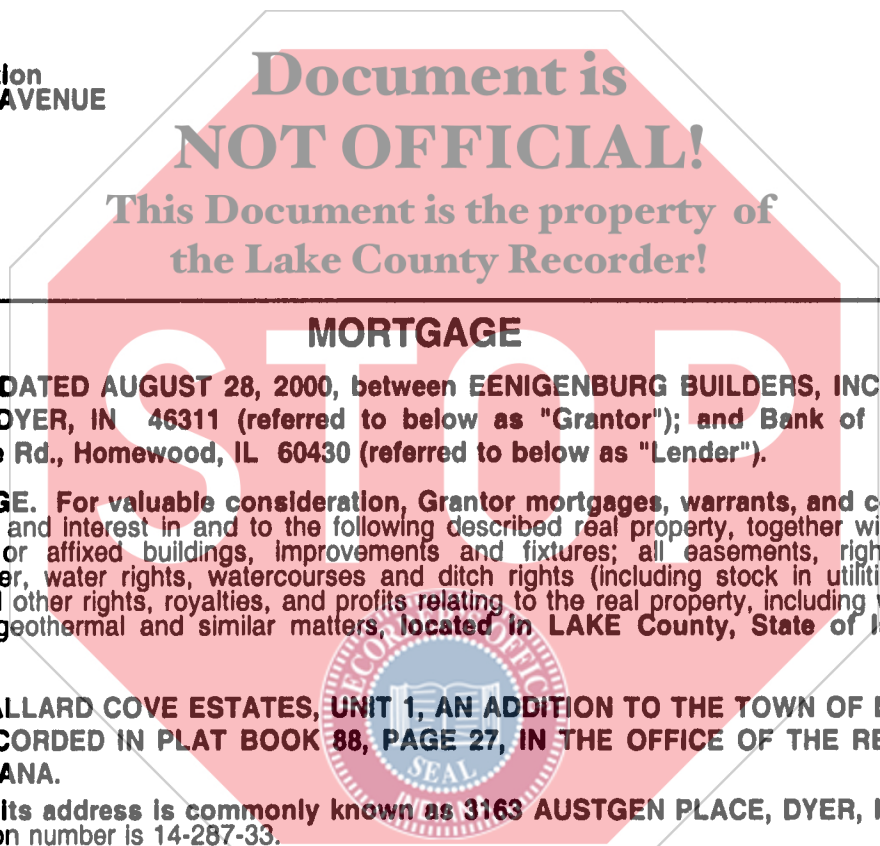 tion
AVENUE
Document is
NOT OFFICIAL!
This Document is the property of
the Lake County Recorder!
MORTGAGE
DATED AUGUST 28, 2000, between EENIGENBURG BUILDERS, INC
DYER, IN 46311 (referred to below as "Grantor"); and Bank of
Rd., Homewood, IL 60430 (referred to below as "Lender").
GE. For valuable consideration, Grantor mortgages, warrants, and c
and interest in and to the following described real property, together wi
or affixed buildings, improvements and fixtures; all easements, righ
er, water rights, watercourses and ditch rights (including stock in utiliti
other rights, royalties, and profits relating to the real property, including
geothermal and similar matters, located in LAKE County, State of
STOP
ALLARD COVE ESTATES, UNIT 1, AN ADDITION TO THE TOWN OF
CORDED IN PLAT BOOK 88, PAGE 27, IN THE OFFICE OF THE RE
ANA.
SEAL
its address is commonly known as 3163 AUSTGEN PLACE, DYER, I
on number is 14-287-33.